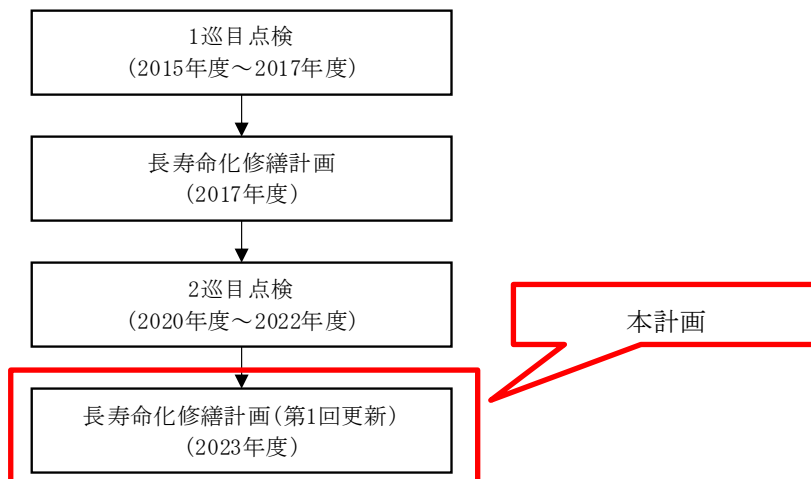 1巡目点検
(2015年度～2017年度)
長寿命化修繕計画
(2017年度)
2巡目点検
(2020年度～2022年度)
本計画
長寿命化修繕計画(第1回更新)
(2023年度)